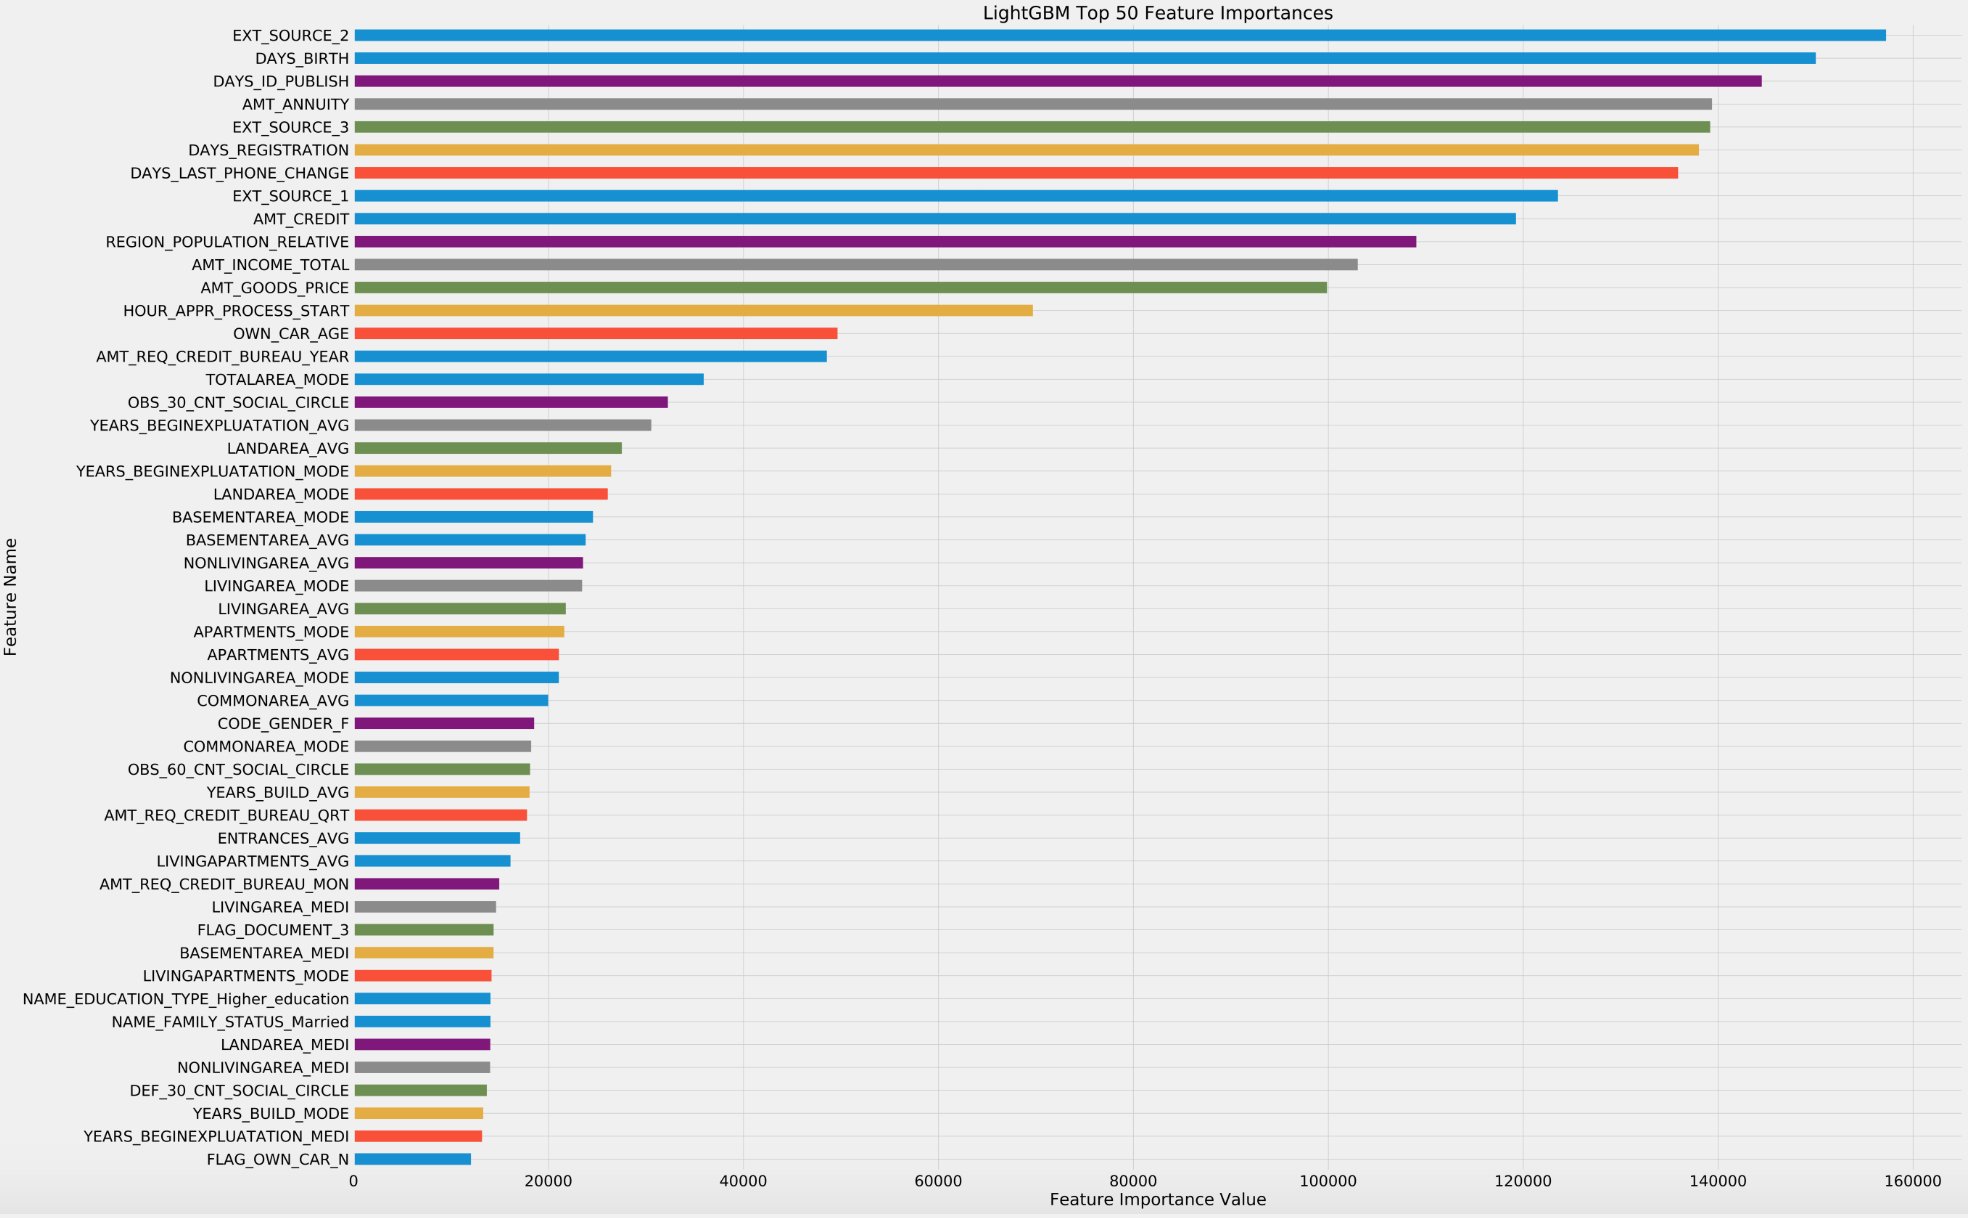 LightGBM Top 50 Feature Importances
EXT_SOURCE_2
DAYS_BIRTH
DAYS_ID_PUBLISH
AMT_ANNUITY
EXT_SOURCE_3
DAYS_REGISTRATION
DAYS_LAST_PHONE_CHANGE
EXT_SOURCE_1
AMT_CREDIT
REGION_POPULATION_RELATIVE
AMT_INCOME_TOTAL
AMT_GOODS_PRICE
HOUR_APPR_PROCESS_START
OWN_CAR_AGE
AMT_REQ_CREDIT_BUREAU_YEAR
TOTALAREA_MODE
OBS_30_CNT_SOCIAL_CIRCLE
YEARS_BEGINEXPLUATATION_AVG
LANDAREA_AVG
YEARS_BEGINEXPLUATATION_MODE
LANDAREA_MODE
BASEMENTAREA_MODE
BASEMENTAREA_AVG
NONLIVINGAREA_AVG
LIVINGAREA_MODE
LIVINGAREA_AVG
APARTMENTS_MODE
APARTMENTS_AVG
NONLIVINGAREA_MODE
COMMONAREA_AVG
CODE_GENDER_F
COMMONAREA_MODE
OBS_60_CNT_SOCIAL_CIRCLE
YEARS_BUILD_AVG
AMT_REQ_CREDIT_BUREAU_QRT
ENTRANCES_AVG
LIVINGAPARTMENTS_AVG
AMT_REQ_CREDIT_BUREAU_MON
LIVINGAREA_MEDI
FLAG_DOCUMENT_3
BASEMENTAREA_MEDI
LIVINGAPARTMENTS_MODE
NAME_EDUCATION_TYPE_Higher_education
NAME_FAMILY_STATUS_Married
LANDAREA_MEDI
NONLIVINGAREA_MEDI
DEF_30_CNT_SOCIAL_CIRCLE
YEARS_BUILD_MODE
YEARS_BEGINEXPLUATATION_MEDI
FLAG_OWN_CAR_N
Feature Name
0 20000 40000 60000 80000 100000 120000 140000 160000
Feature Importance Value